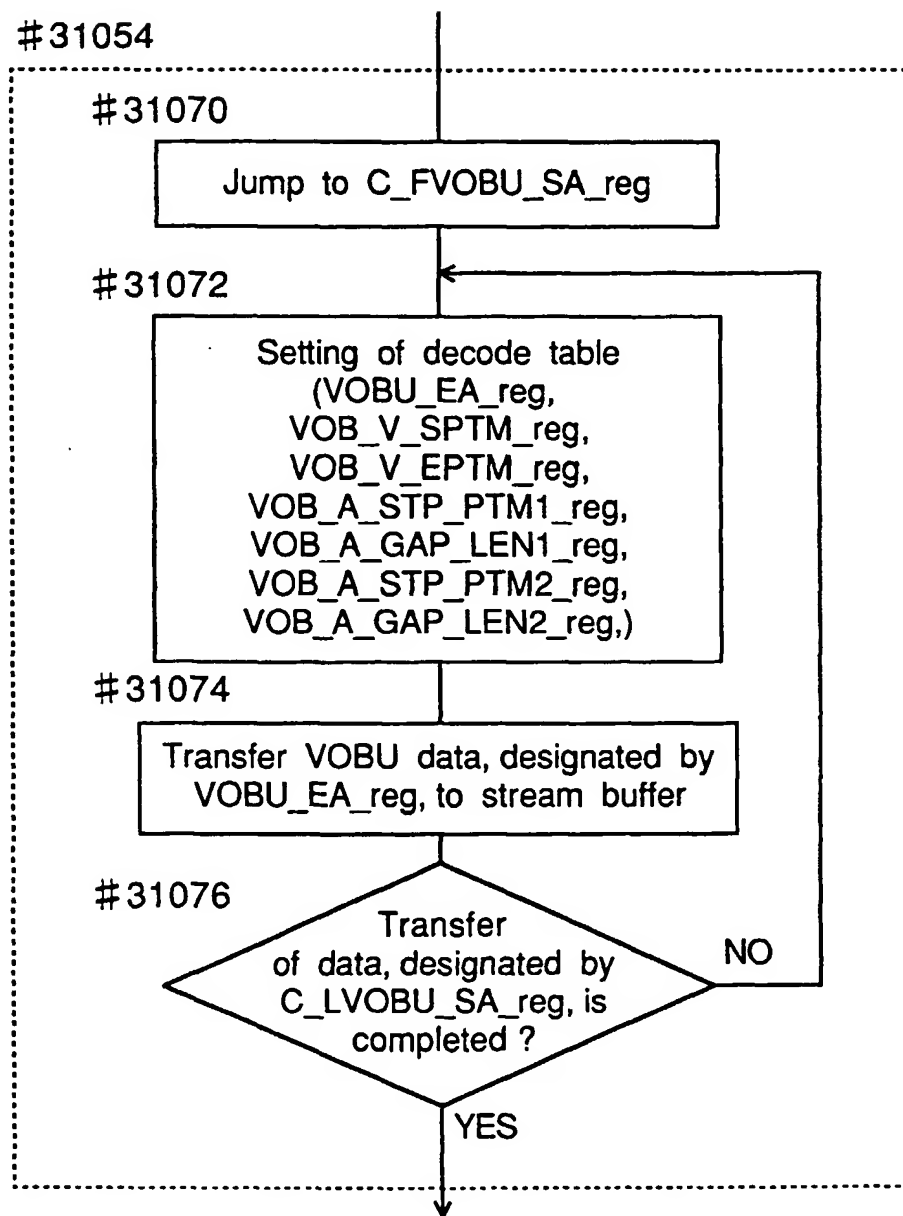 #31054
#31070
Jump to C_FVOBU_SA_reg
#31072
Setting of decode table
(VOBU_EA_reg,
VOB_V_SPTM_reg,
VOB_V_EPTM_reg,
VOB_A_STP_PTM1_reg,
VOB_A_GAP_LEN1_reg,
VOB_A_STP_PTM2_reg,
VOB_A_GAP_LEN2_reg,)
#31074
Transfer VOBU data, designated by
VOBU_EA_reg, to stream buffer
#31076
Transfer
of data, designated by
C_LVOBU_SA_reg, is
completed ?
NO
YES